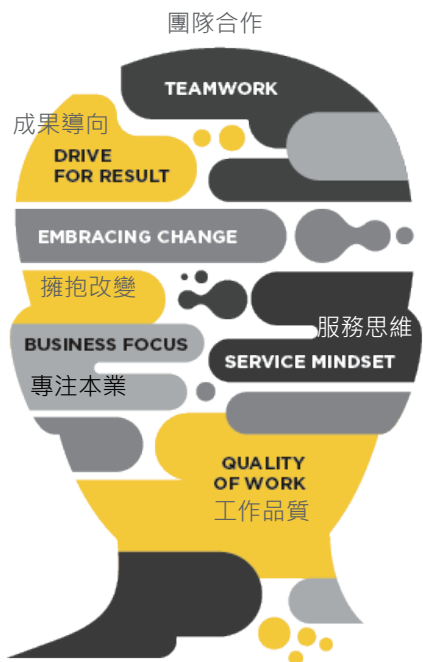 團隊合作
TEAMWORK
成果導向
DRIVE
FOR RESULT
EMBRACING CHANGE
擁抱改變
服務思維
BUSINESS FOCUS
SERVICE MINDSET
專注本業
QUALITY
OF WORK
工作品質